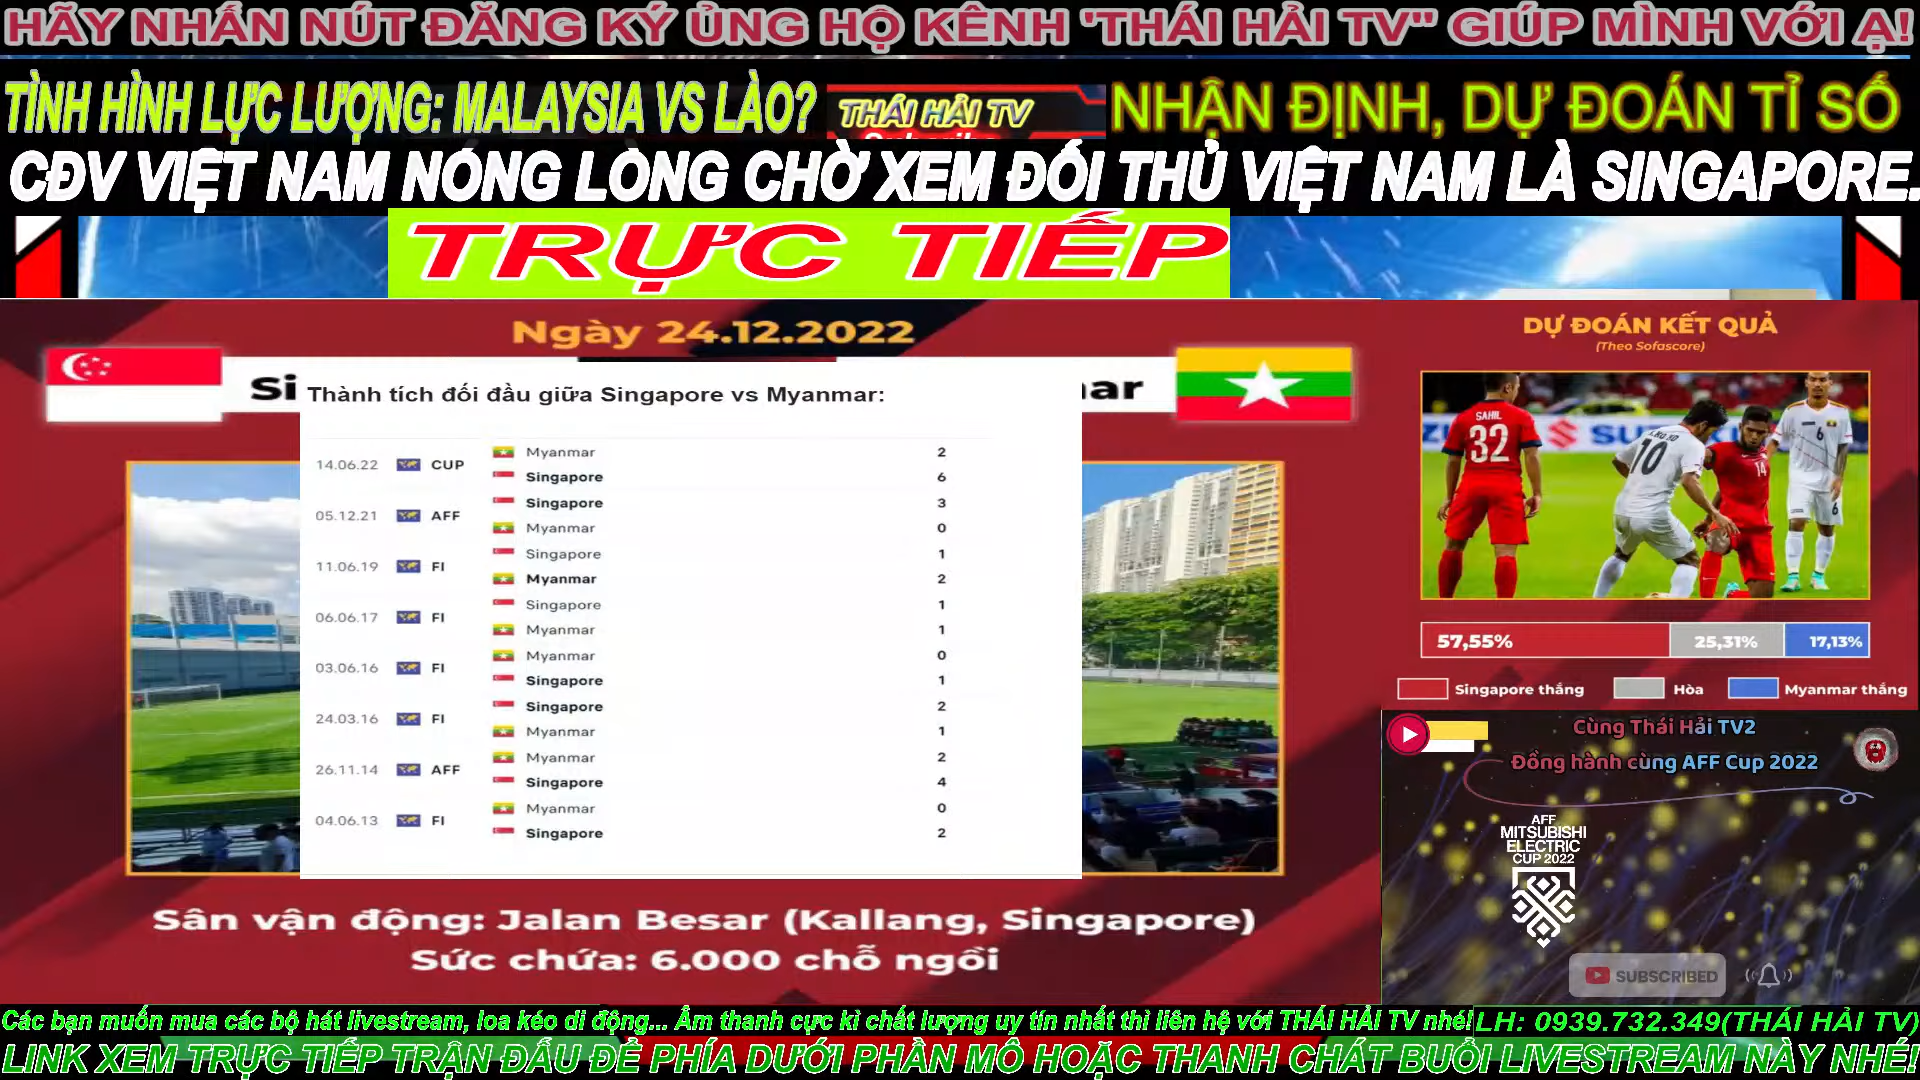 HÃY NHẤN NÚT ĐĂNG KÝ ỦNG HỘ KÊNH 'THÁI HẢI TV" GIÚP MÌNH VỚI Ạ!
TÌNH HÌNH LỰC LƯỢNG: MALAYSIA VS LÀO?
THÁI HẢI TV
NHẬN ĐỊNH, DỰ ĐOÁN TỈ SỐ
CĐV VIỆT NAM NÓNG LÒNG CHỜ XEM ĐỐI THỦ VIỆT NAM LÀ SINGAPORE.
TRỰC TIẾP
Ngày 24.12.2022
Si
ar
Thành tích đối đầu giữa Singapore vs Myanmar:
14.06.22 CUP Myanmar 2
Singapore 6
05.12.21 AFF Singapore 3
Myanmar 0
11.06.19 FI Singapore 1
Myanmar 2
06.06.17 FI Singapore 1
Myanmar 1
03.06.16 FI Myanmar 0
Singapore 1
24.03.16 FI Singapore 2
Myanmar 1
26.11.14 AFF Myanmar 2
Singapore 4
04.06.13 FI Myanmar 0
Singapore 2
Sân vận động: Jalan Besar (Kallang, Singapore)
Sức chứa: 6.000 chỗ ngồi
DỰ ĐOÁN KẾT QUẢ
(Theo Sofascore)
SAHIL
32
10
14
6
6
57,55% 25,31% 17,13%
Singapore thắng Hòa Myanmar thắng
Cùng Thái Hải TV2
Đồng hành cùng AFF Cup 2022
AFF
MITSUBISHI
ELECTRIC
CUP 2022
SUBSCRIBED
Các bạn muốn mua các bộ hát livestream, loa kéo di động... Âm thanh cực kì chất lượng uy tín nhất thì liên hệ với THÁI HẢI TV nhé!
LH: 0939.732.349(THÁI HẢI TV)
LINK XEM TRỰC TIẾP TRẬN ĐẤU ĐỂ PHÍA DƯỚI PHẦN MÔ HOẶC THANH CHÁT BUỔI LIVESTREAM NÀY NHÉ!